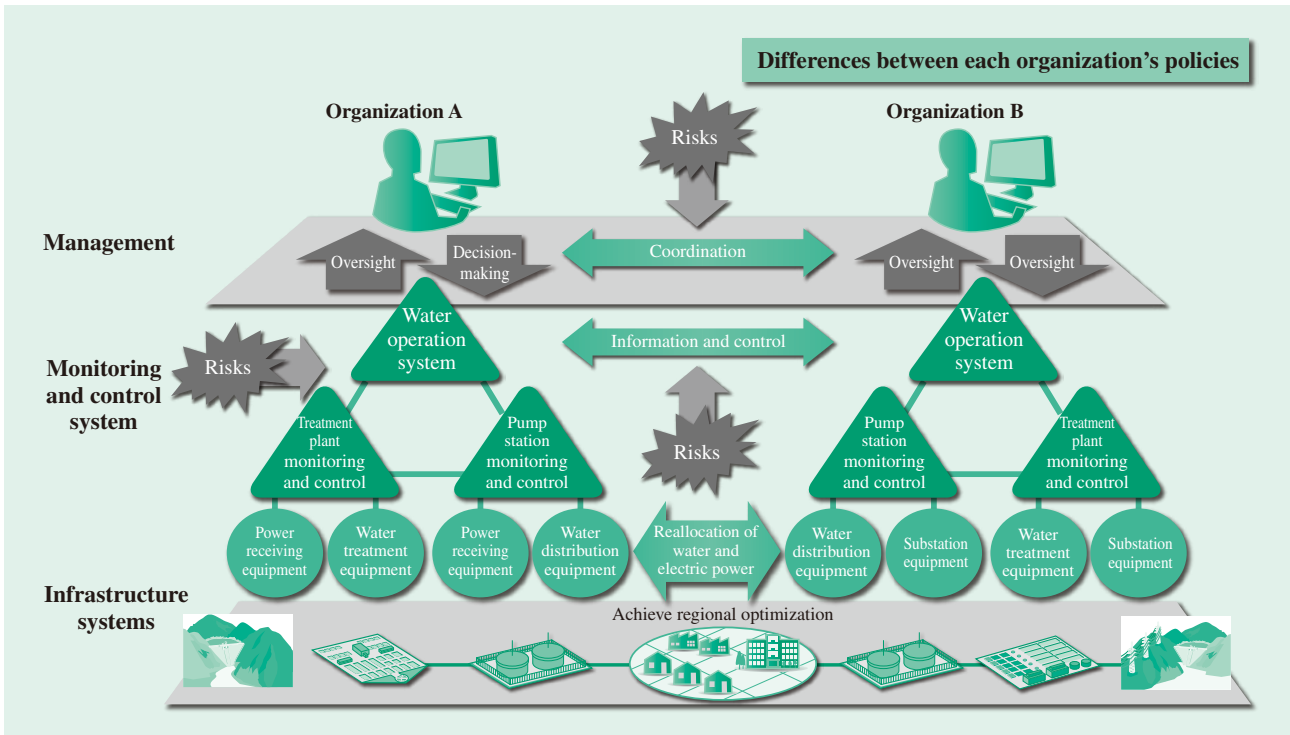 Differences between each organization's policies
Organization A
Organization B
Risks
Management
Oversight
Decision-
making
Coordination
Oversight
Oversight
Water
operation
system
Information and control
Water
operation
system
Risks
Monitoring
and control
system
Treatment
plant
monitoring
and control
Pump
station
monitoring
and control
Risks
Pump
station
monitoring
and control
Treatment
plant
monitoring
and control
Power
receiving
equipment
Water
treatment
equipment
Power
receiving
equipment
Water
distribution
equipment
Reallocation of
water and
electric power
Water
distribution
equipment
Substation
equipment
Water
treatment
equipment
Substation
equipment
Infrastructure
systems
Achieve regional optimization